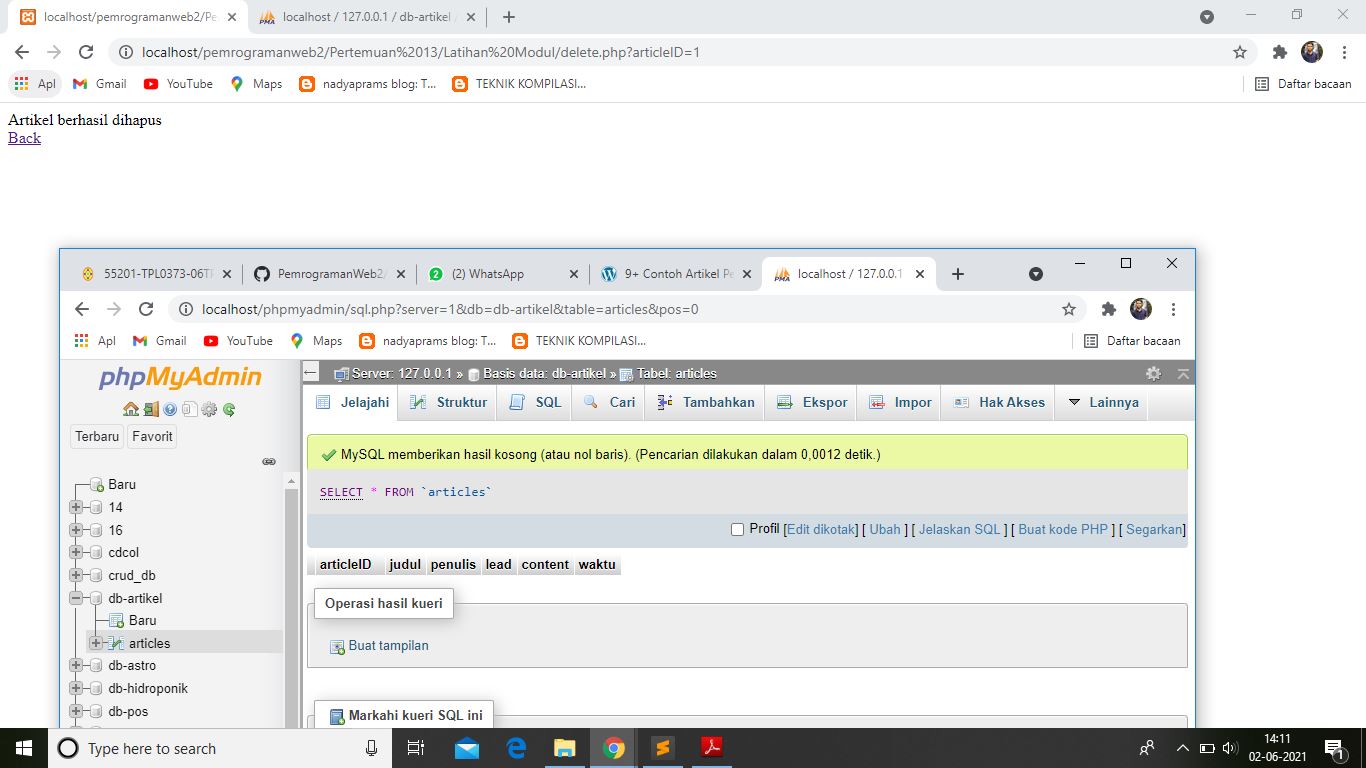 localhost/pemrogramanweb2/Pe
localhost / 127.0.0.1 / db-artikel /
localhost/pemrogramanweb2/Pertemuan%2013/Latihan%20Modul/delete.php?articleID=1
Apl Gmail YouTube Maps nadyaprams blog: T... TEKNIK KOMPILASI... Daftar bacaan
Artikel berhasil dihapus
Back
55201-TPL0373-06TP PemrogramanWeb2/ (2) WhatsApp 9+ Contoh Artikel Pe localhost / 127.0.0.1
localhost/phpmyadmin/sql.php?server=1&db=db-artikel&table=articles&pos=0
Apl Gmail YouTube Maps nadyaprams blog: T... TEKNIK KOMPILASI... Daftar bacaan
phpMyAdmin
Terbaru Favorit
Baru
14
16
cdcol
crud_db
db-artikel
Baru
articles
db-astro
db-hidroponik
db-pos
Server: 127.0.0.1 » Basis data: db-artikel » Tabel: articles
Jelajahi Struktur SQL Cari Tambahkan Ekspor Impor Hak Akses Lainnya
MySQL memberikan hasil kosong (atau nol baris). (Pencarian dilakukan dalam 0,0012 detik.)
SELECT * FROM `articles`
Profil [Edit dikotak] [ Ubah ] [ Jelaskan SQL ] [ Buat kode PHP ] [ Segarkan]
articleID judul penulis lead content waktu
Operasi hasil kueri
Buat tampilan
Markahi kueri SQL ini
Type here to search
14:11
02-06-2021
1